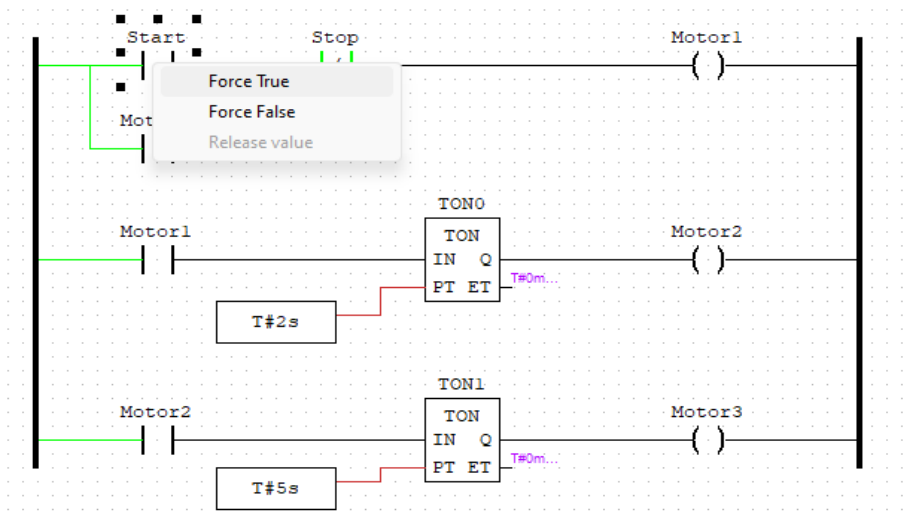 Start Stop Motor1
Force True
Force False
Mot
Release value
TON0
Motor1 TON Motor2
IN Q
T#0m...
PT ET
T#2s
TON1
Motor2 TON Motor3
IN Q
T#0m...
PT ET
T#5s